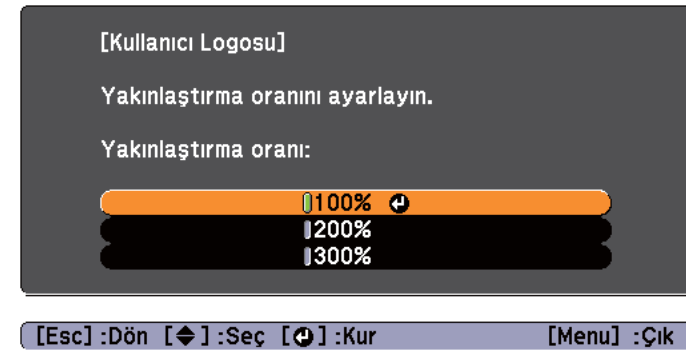 [Kullanıcı Logosu]
Yakınlaştırma oranını ayarlayın.
Yakınlaştırma oranı:
100%
200%
300%
[Esc] :Dön [◆] :Seç [↵] :Kur [Menu] :Çık